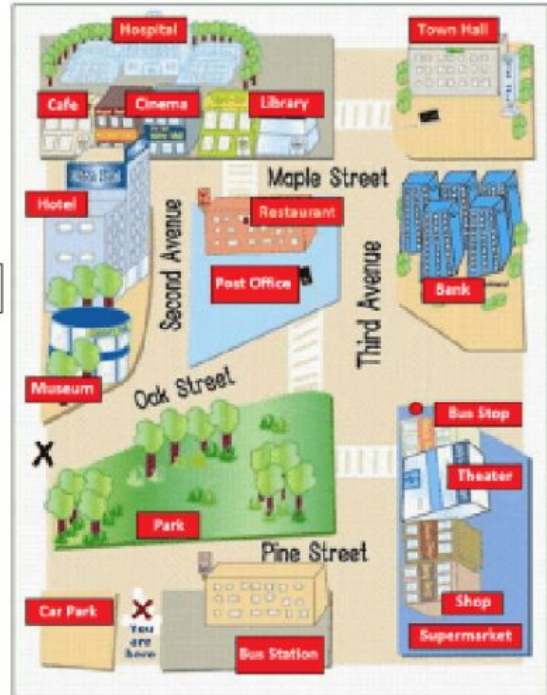 Hospital
Town Hall
Cafe
Cinema
Library
Maple Street
Hotel
Restaurant
Second Avenue
Post Office
Third Avenue
Bank
Museum
Oak Street
X
Bus Stop
Theater
Park
Pine Street
Car Park
X
You
are
here
Shop
Supermarket
Bus Station